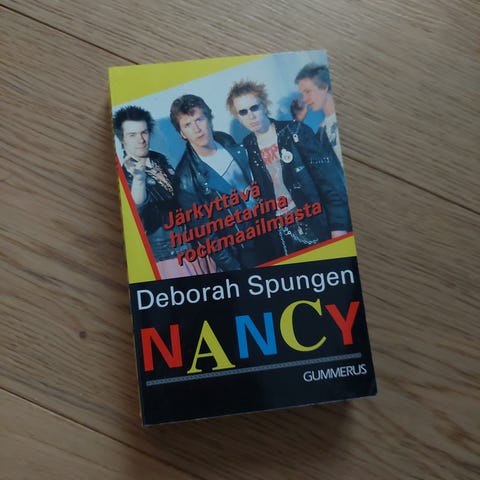 Järkyttävä
huumetarina
rockmaailmasta
Deborah Spungen
NANCY
GUMMERUS